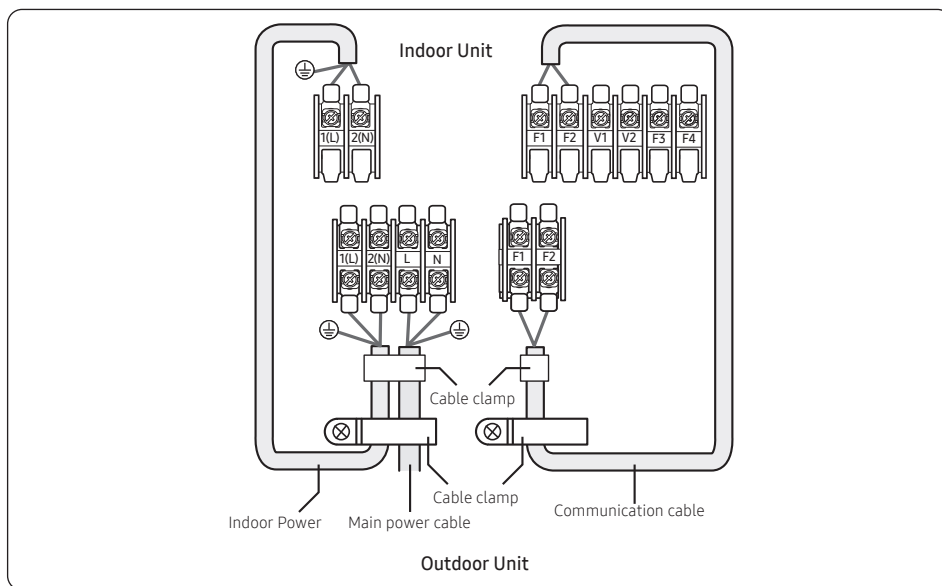 Indoor Unit
1(L) 2(N)
F1 F2 V1 V2 F3 F4
1(L) 2(N) L N
F1 F2
Cable clamp
Cable clamp
Indoor Power
Main power cable
Communication cable
Outdoor Unit